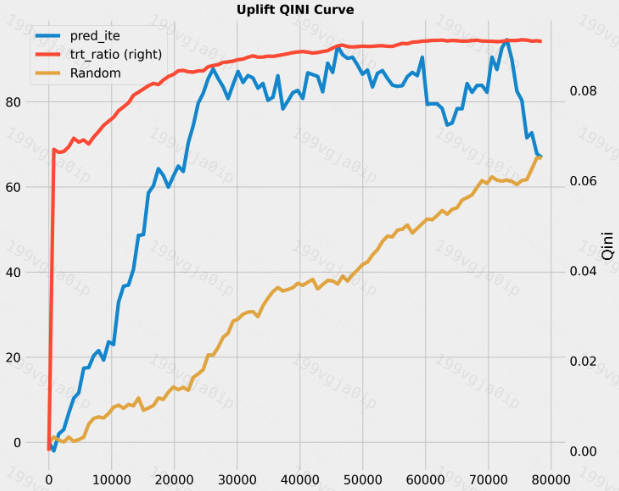 Uplift QINI Curve
pred_ite
trt_ratio (right)
Random
80
60
40
20
0
0.08
0.06
0.04
0.02
0.00
Qini
0 10000 20000 30000 40000 50000 60000 70000 80000
199vgja0ip